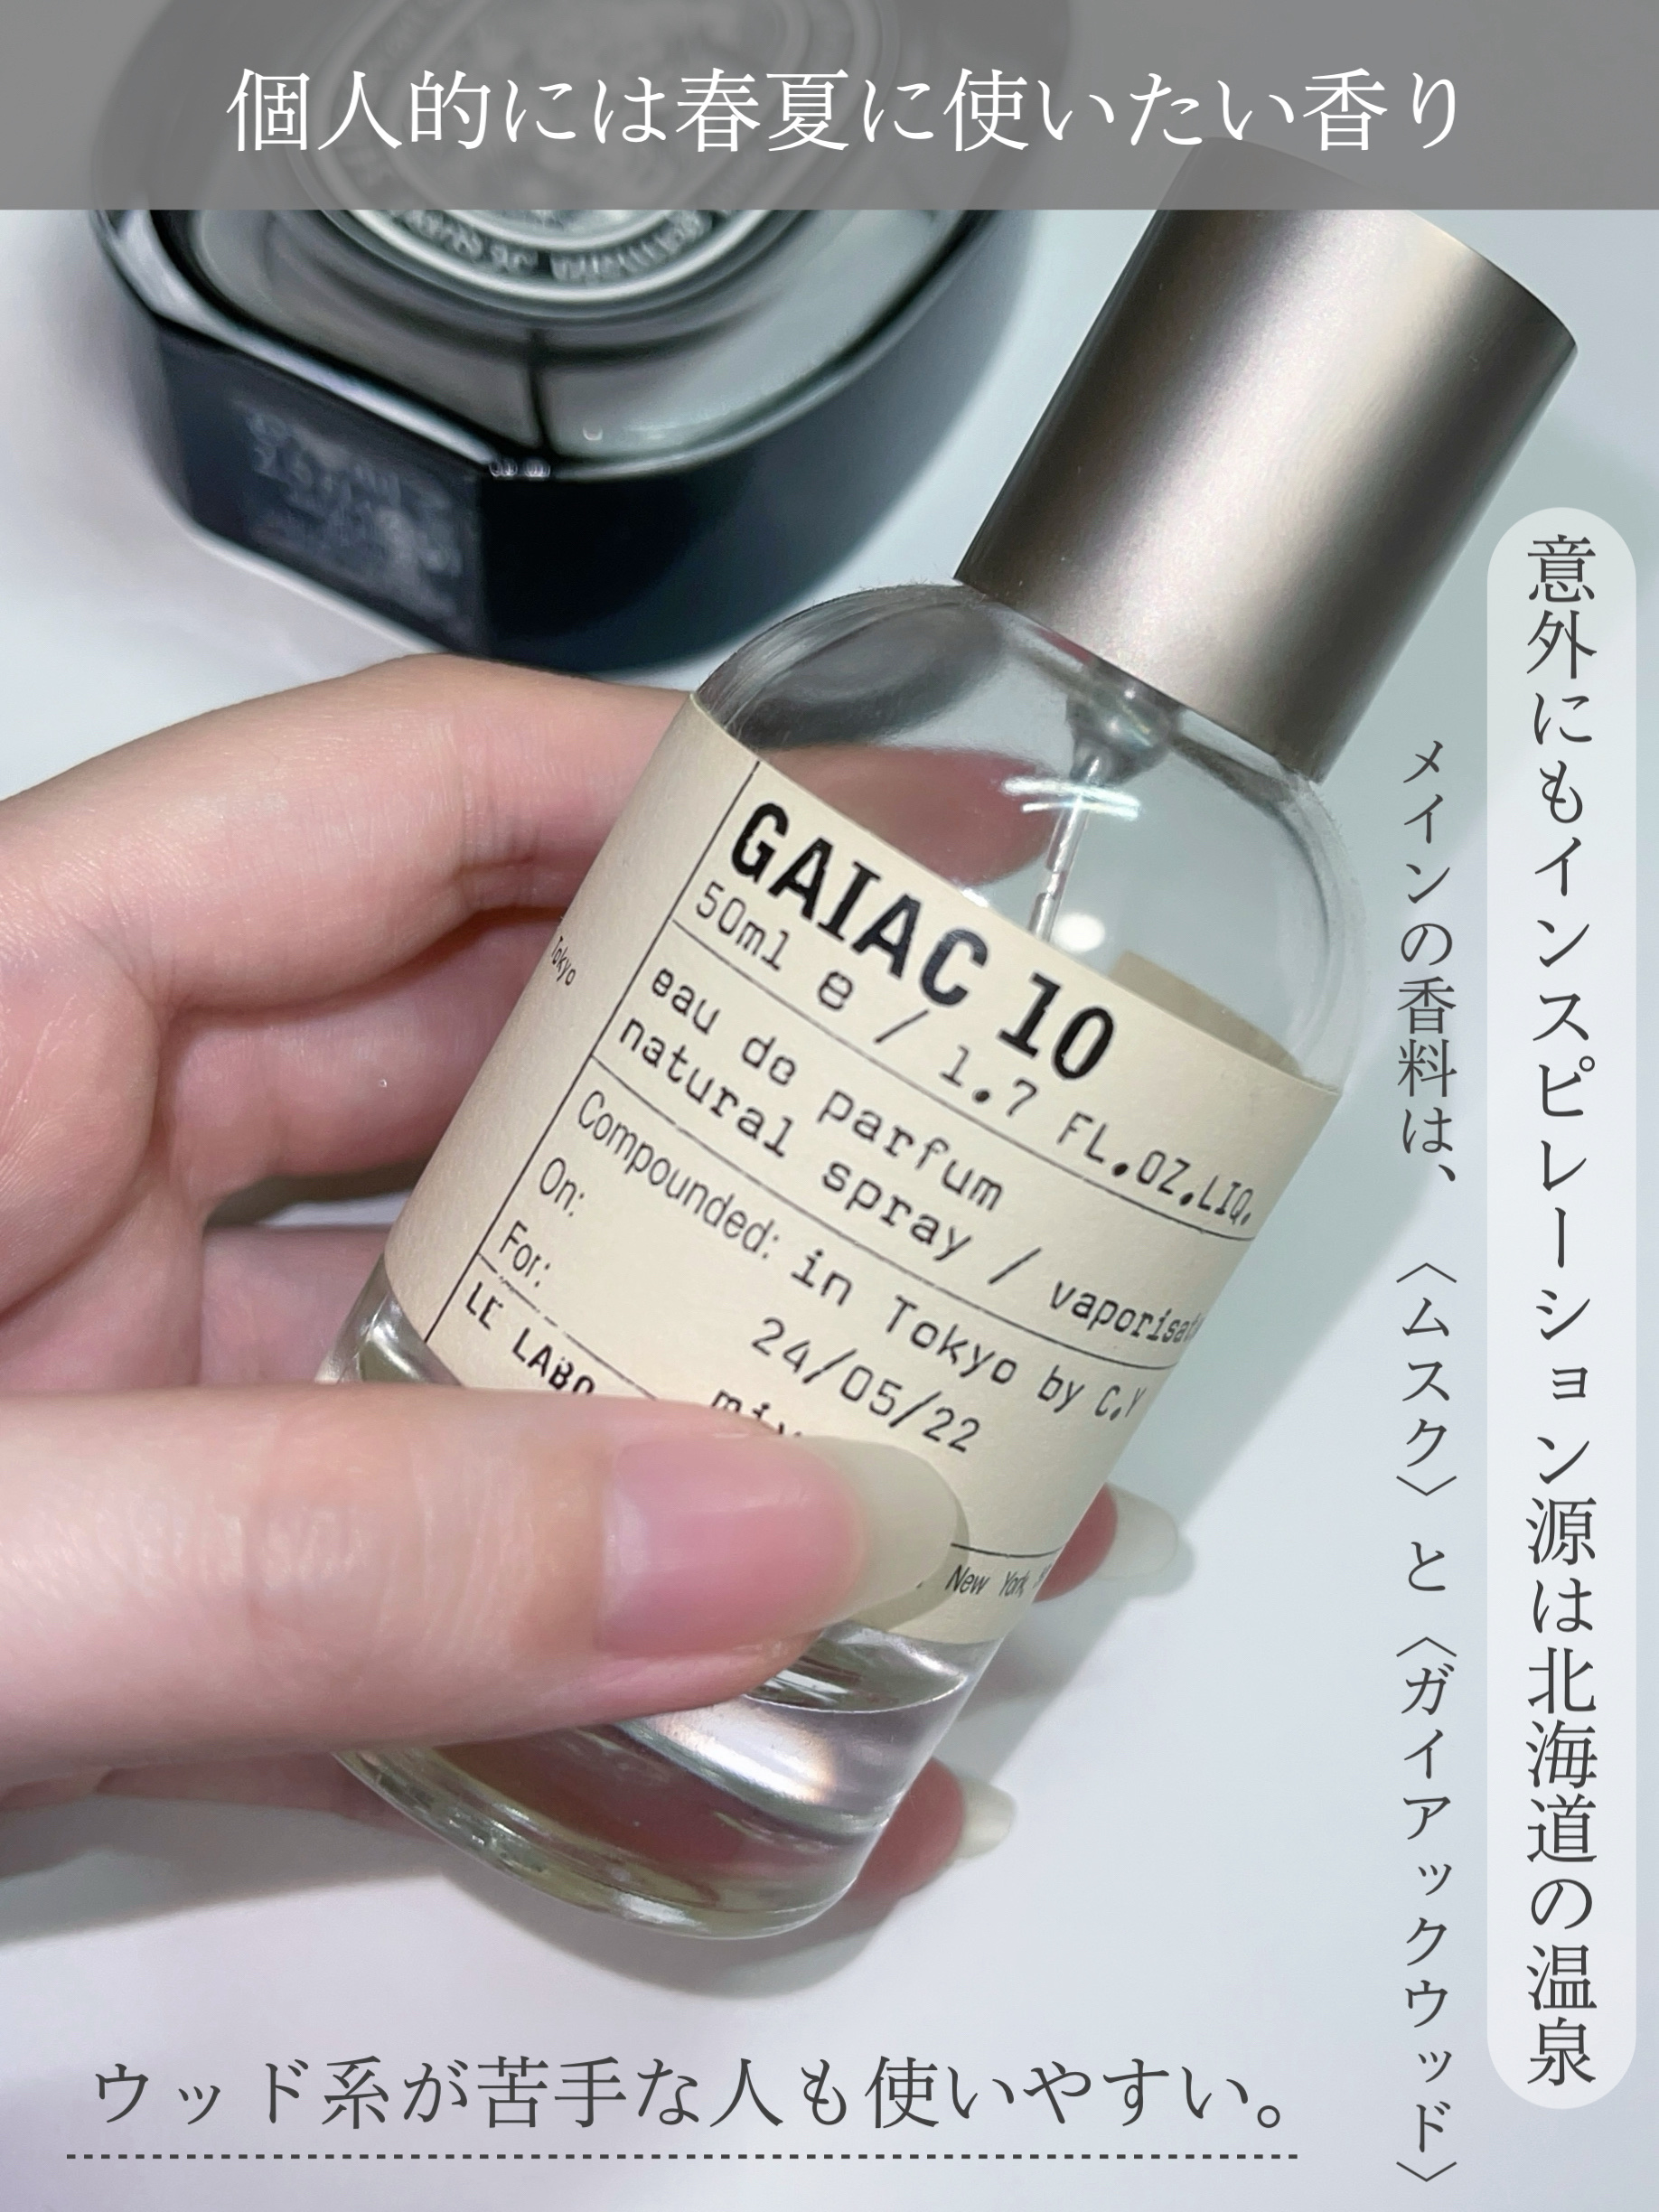 個人的には春夏に使いたい香り
意外にもインスピレーション源は北海道の温泉
メインの香料は、〈ムスク〉と〈ガイアックウッド〉
GAIAC 10
50ml e / 1.7 FL.OZ.LIQ.
eau de parfum
natural spray /
Compounded: in Tokyo by C.Y
On: 24/05/22
For:
LE LABO
New York,
Tokyo
ウッド系が苦手な人も使いやすい。